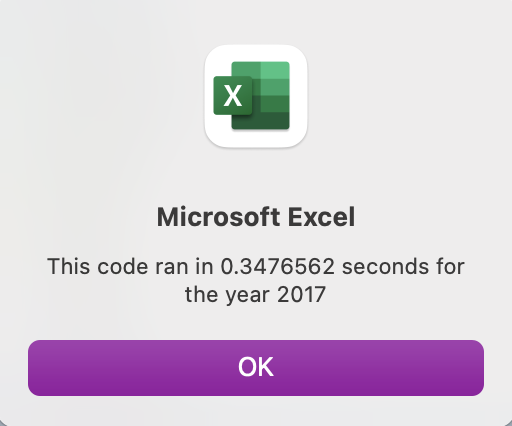 X
Microsoft Excel
This code ran in 0.3476562 seconds for
the year 2017
OK